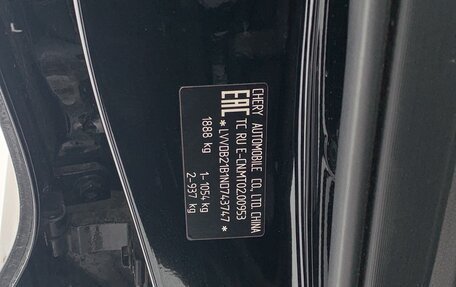 CHERY AUTOMOBILE CO., LTD. CHINA
EAC TC RU E-CN.MT02.00953
*LVVDB21B1ND743747*
1888 kg
1-1054 kg
2-937 kg